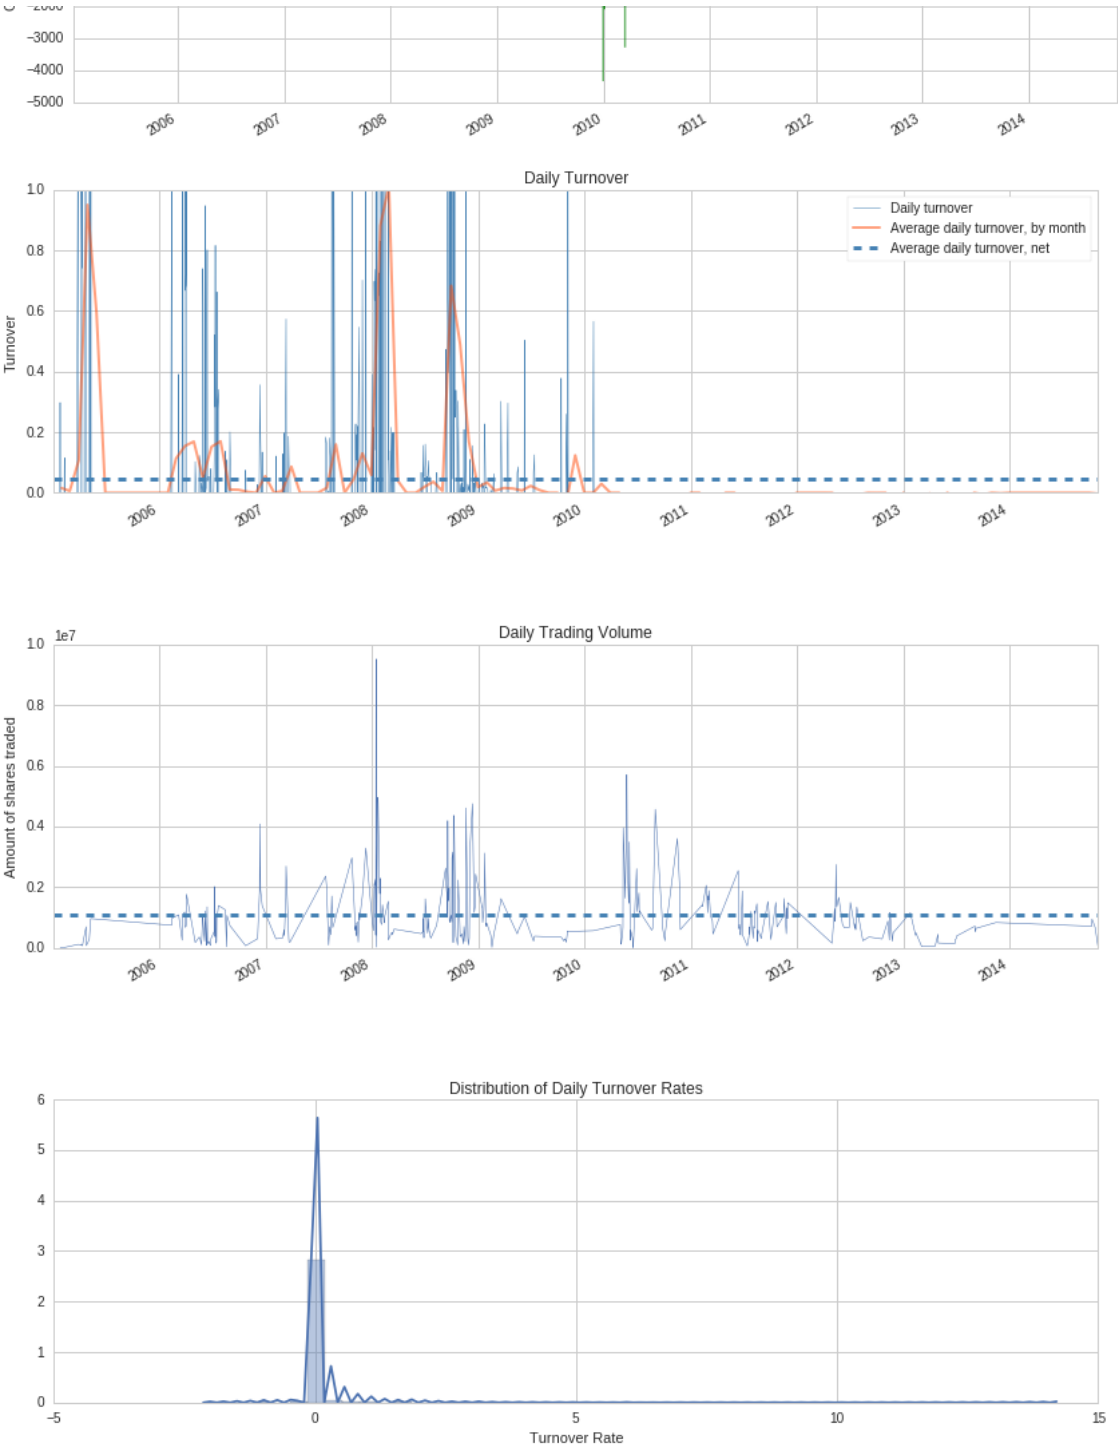 −2000
−3000
−4000
−5000
2006 2007 2008 2009 2010 2011 2012 2013 2014
Daily Turnover
1.0
0.8
0.6
0.4
0.2
0.0
Turnover
Daily turnover
Average daily turnover, by month
Average daily turnover, net
2006 2007 2008 2009 2010 2011 2012 2013 2014
Daily Trading Volume
1e7
1.0
0.8
0.6
0.4
0.2
0.0
Amount of shares traded
2006 2007 2008 2009 2010 2011 2012 2013 2014
Distribution of Daily Turnover Rates
6
5
4
3
2
1
0
−5 0 5 10 15
Turnover Rate